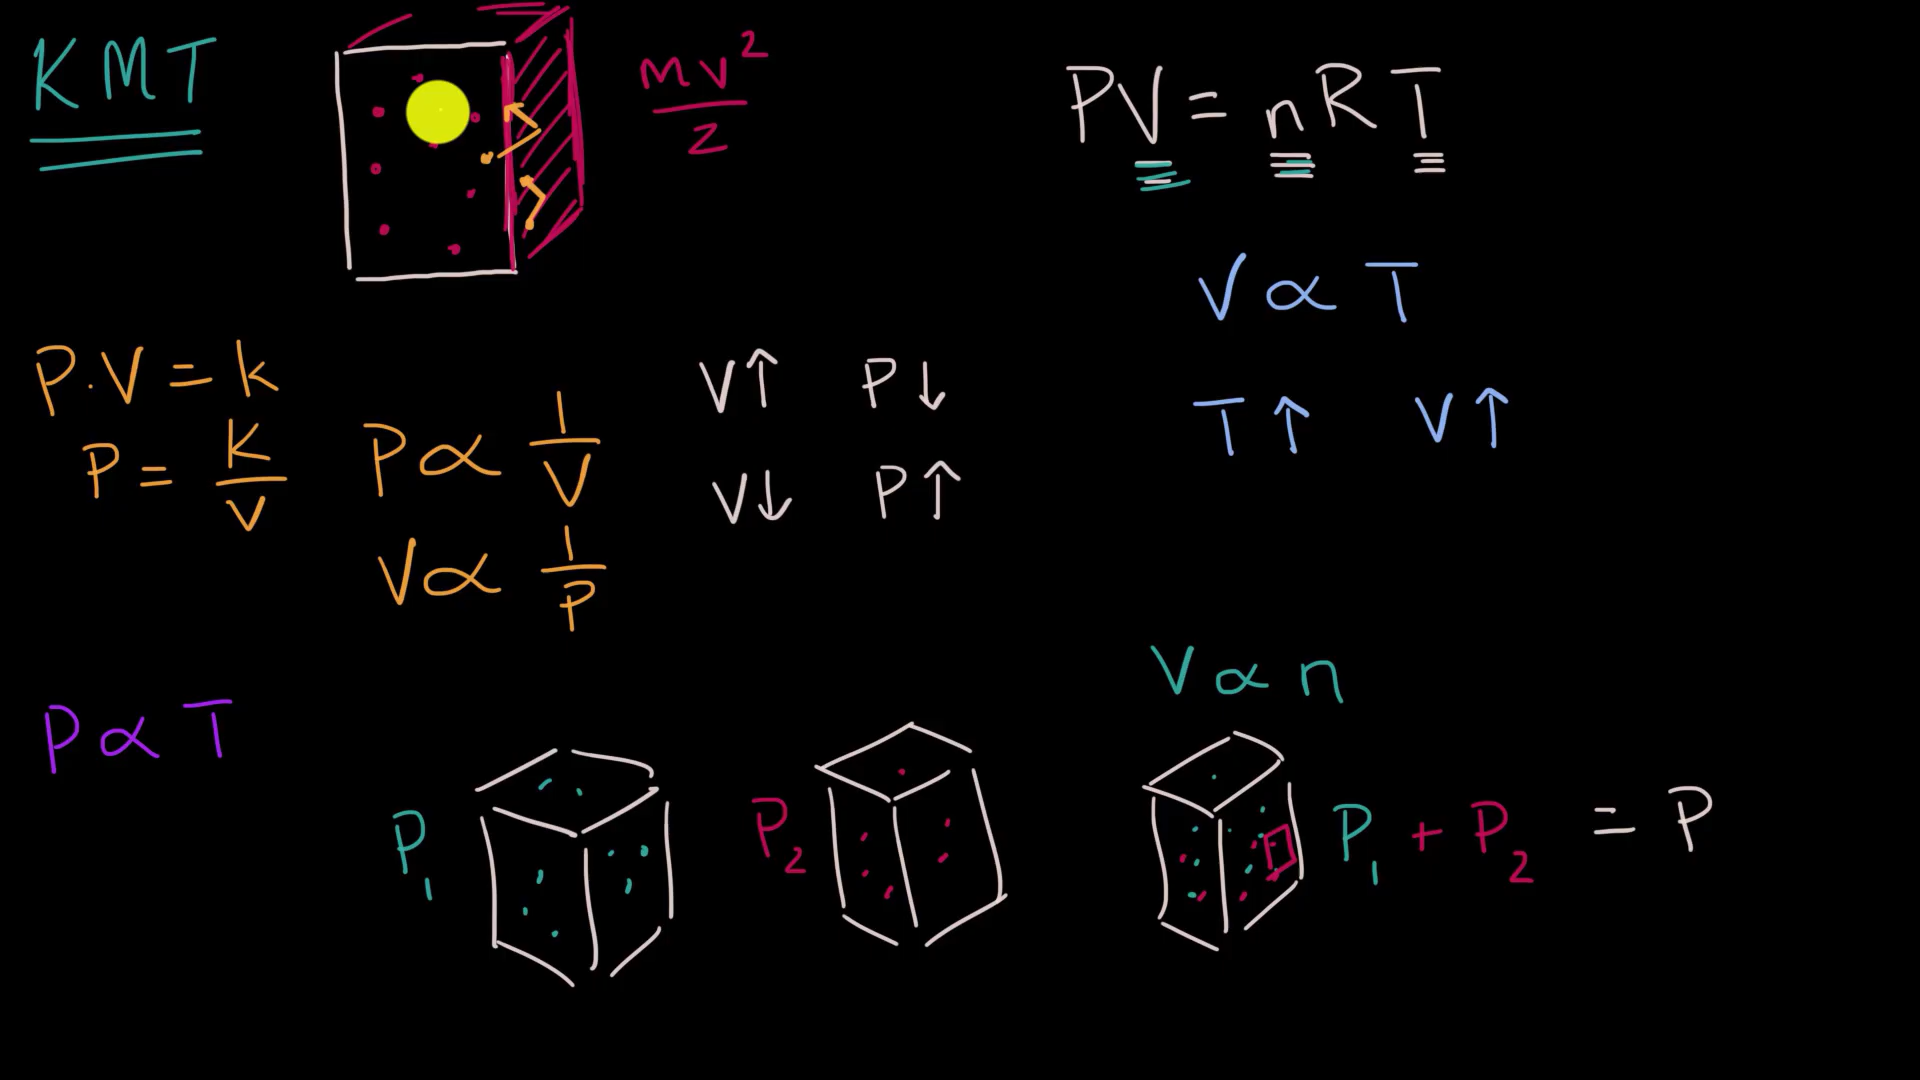 KMT
mv²/2
PV = nRT
V ∝ T
T↑ V↑
P.V = k
P = K/V
P ∝ 1/V
V ∝ 1/P
V↑ P↓
V↓ P↑
P ∝ T
V ∝ n
P₁
P₂
P₁ + P₂ = P